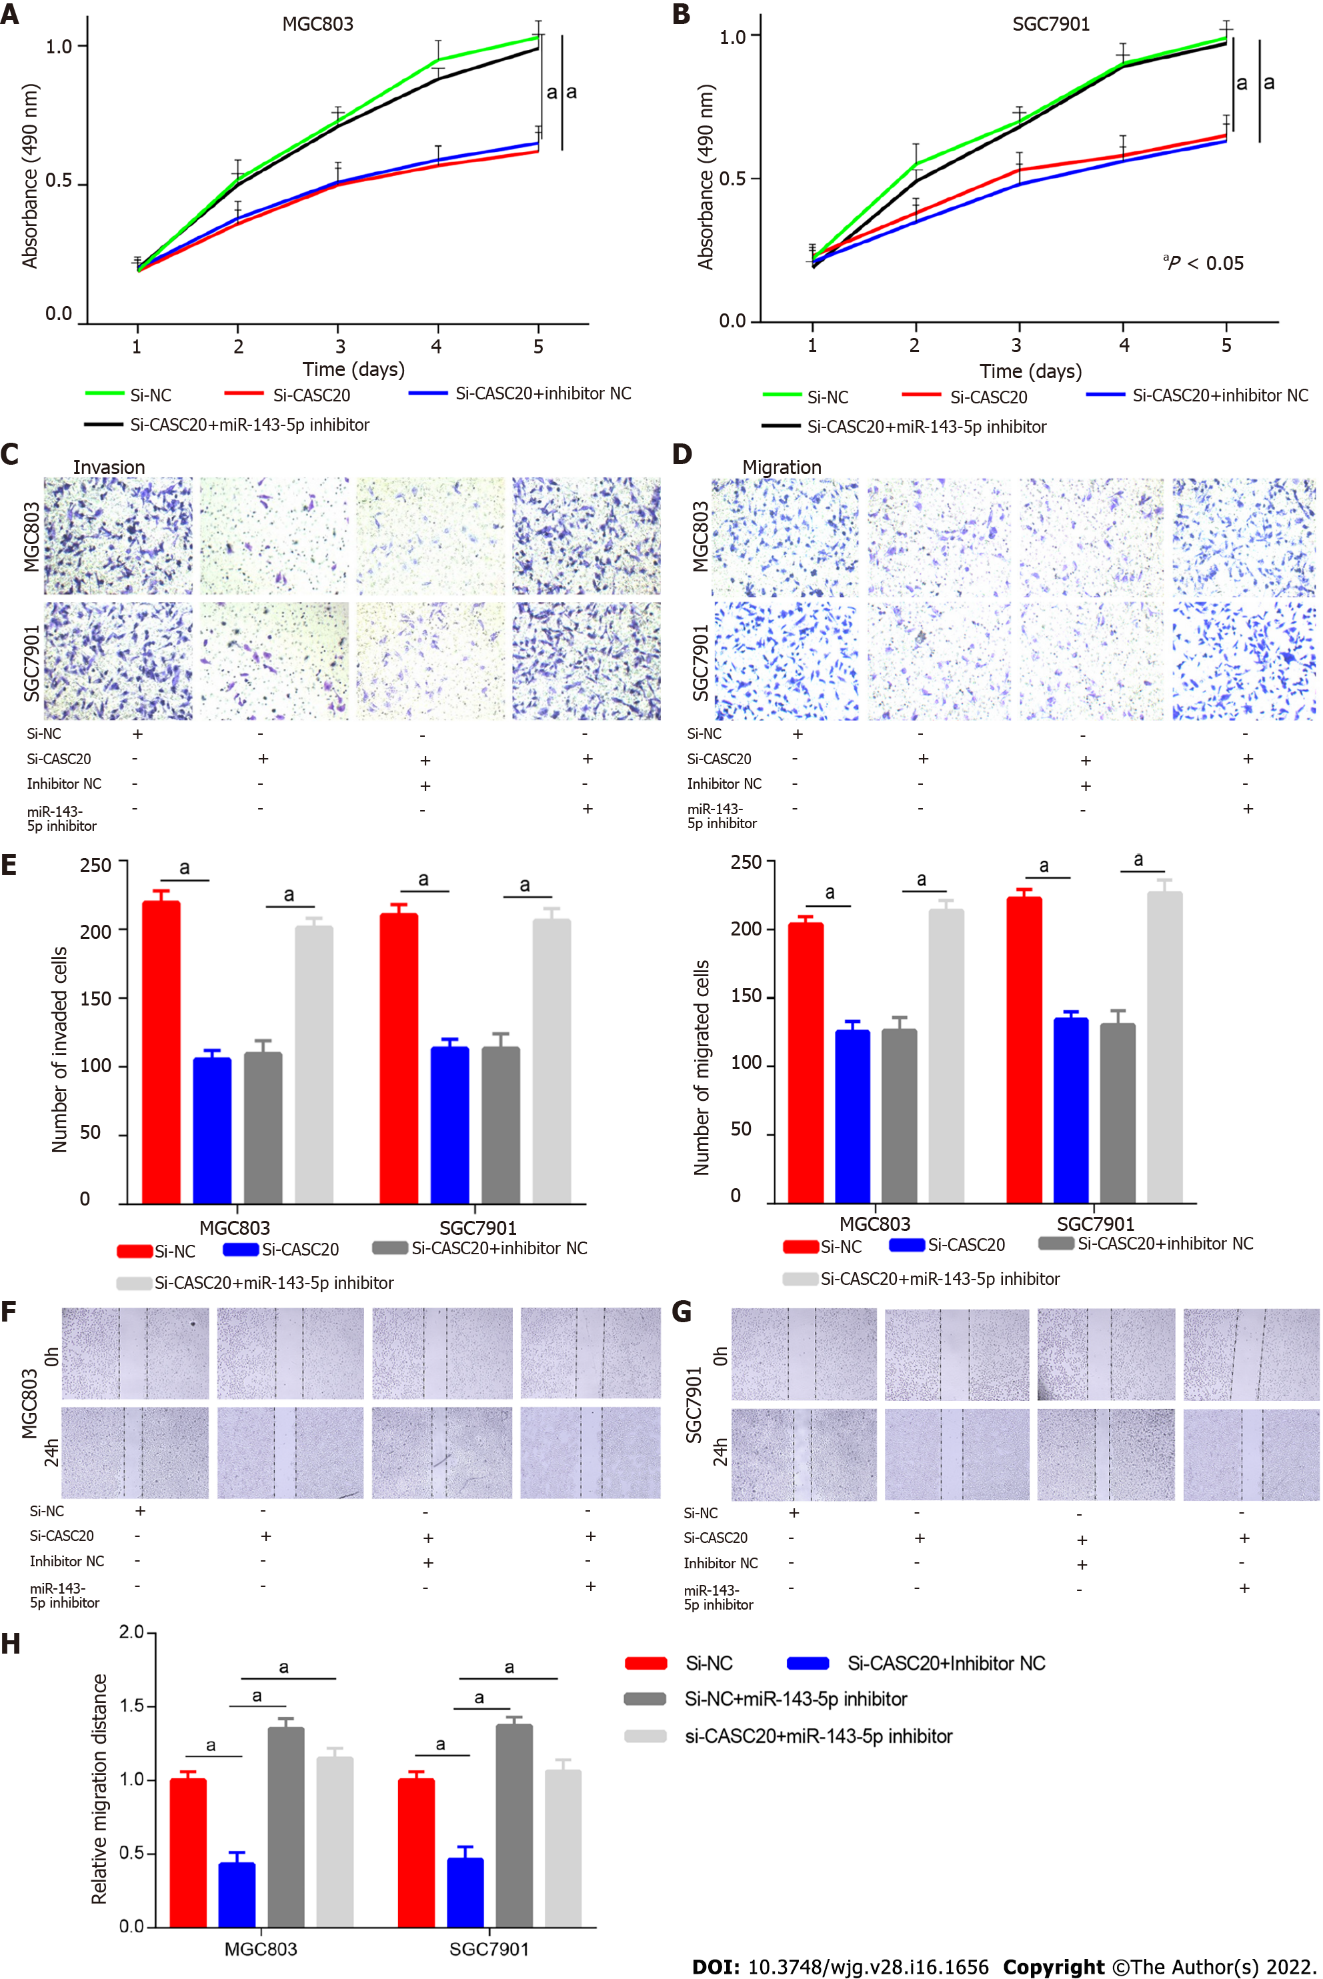 A
MGC803
Absorbance (490 nm)
1.0
0.5
0.0
a a
1 2 3 4 5
Time (days)
Si-NC Si-CASC20 Si-CASC20+inhibitor NC
Si-CASC20+miR-143-5p inhibitor
B
SGC7901
Absorbance (490 nm)
1.0
0.5
0.0
a a
aP < 0.05
1 2 3 4 5
Time (days)
Si-NC Si-CASC20 Si-CASC20+inhibitor NC
Si-CASC20+miR-143-5p inhibitor
C
Invasion
MGC803
SGC7901
Si-NC + - - -
Si-CASC20 - + + +
Inhibitor NC - - + -
miR-143- - - - +
5p inhibitor
D
Migration
MGC803
SGC7901
Si-NC + - - -
Si-CASC20 - + + +
Inhibitor NC - - + -
miR-143- - - - +
5p inhibitor
E
Number of invaded cells
250
200
150
100
50
0
a a a a
MGC803 SGC7901
Si-NC Si-CASC20 Si-CASC20+inhibitor NC
Si-CASC20+miR-143-5p inhibitor
Number of migrated cells
250
200
150
100
50
0
a a a a
MGC803 SGC7901
Si-NC Si-CASC20 Si-CASC20+inhibitor NC
Si-CASC20+miR-143-5p inhibitor
F
MGC803
0h
24h
Si-NC + - - -
Si-CASC20 - + + +
Inhibitor NC - - + -
miR-143- - - - +
5p inhibitor
G
SGC7901
0h
24h
Si-NC + - - -
Si-CASC20 - + + +
Inhibitor NC - - + -
miR-143- - - - +
5p inhibitor
H
Relative migration distance
2.0
1.5
1.0
0.5
0.0
a a a a a a
MGC803 SGC7901
Si-NC Si-CASC20+Inhibitor NC
Si-NC+miR-143-5p inhibitor
si-CASC20+miR-143-5p inhibitor
DOI: 10.3748/wjg.v28.i16.1656 Copyright ©The Author(s) 2022.